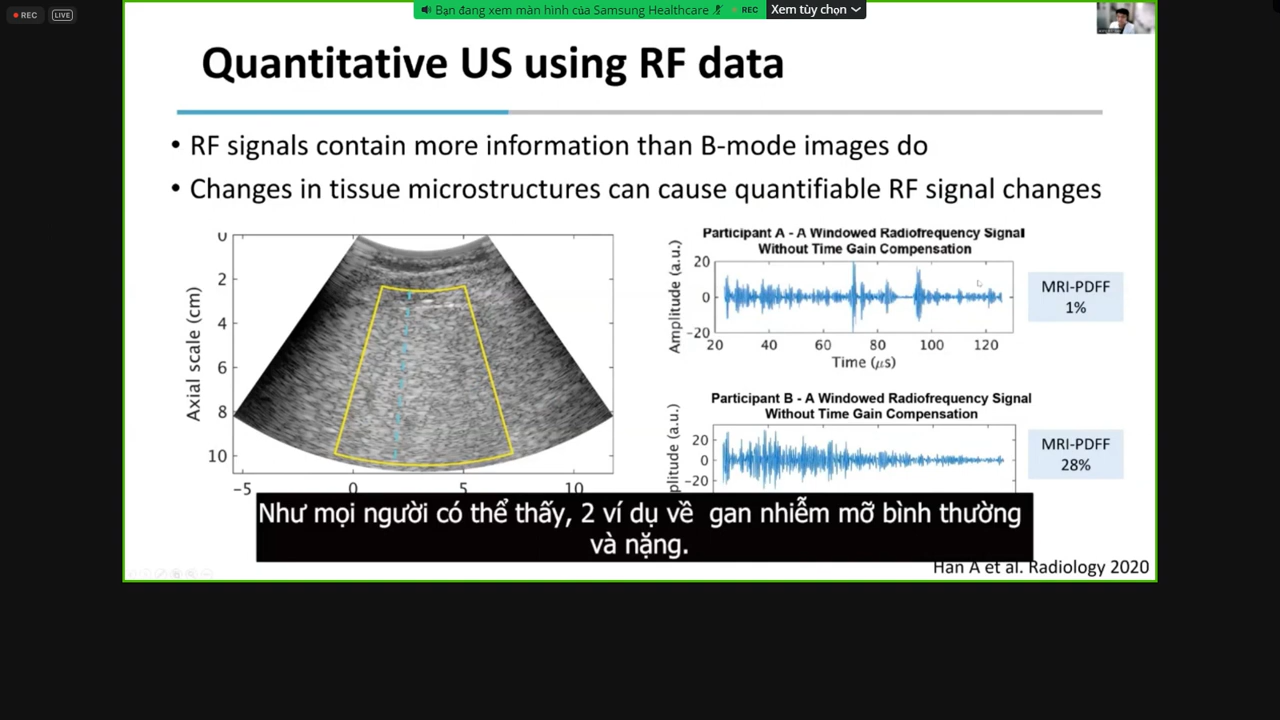 REC
LIVE
Bạn đang xem màn hình của Samsung Healthcare
REC
Xem tùy chọn
Quantitative US using RF data
• RF signals contain more information than B-mode images do
• Changes in tissue microstructures can cause quantifiable RF signal changes
Axial scale (cm)
0
2
4
6
8
10
−5
0
5
10
Participant A - A Windowed Radiofrequency Signal
Without Time Gain Compensation
Amplitude (a.u.)
20
0
−20
20
40
60
80
100
120
Time (μs)
MRI-PDFF
1%
Participant B - A Windowed Radiofrequency Signal
Without Time Gain Compensation
plitude (a.u.)
20
0
−20
MRI-PDFF
28%
Như mọi người có thể thấy, 2 ví dụ về gan nhiễm mỡ bình thường
và nặng.
Han A et al. Radiology 2020